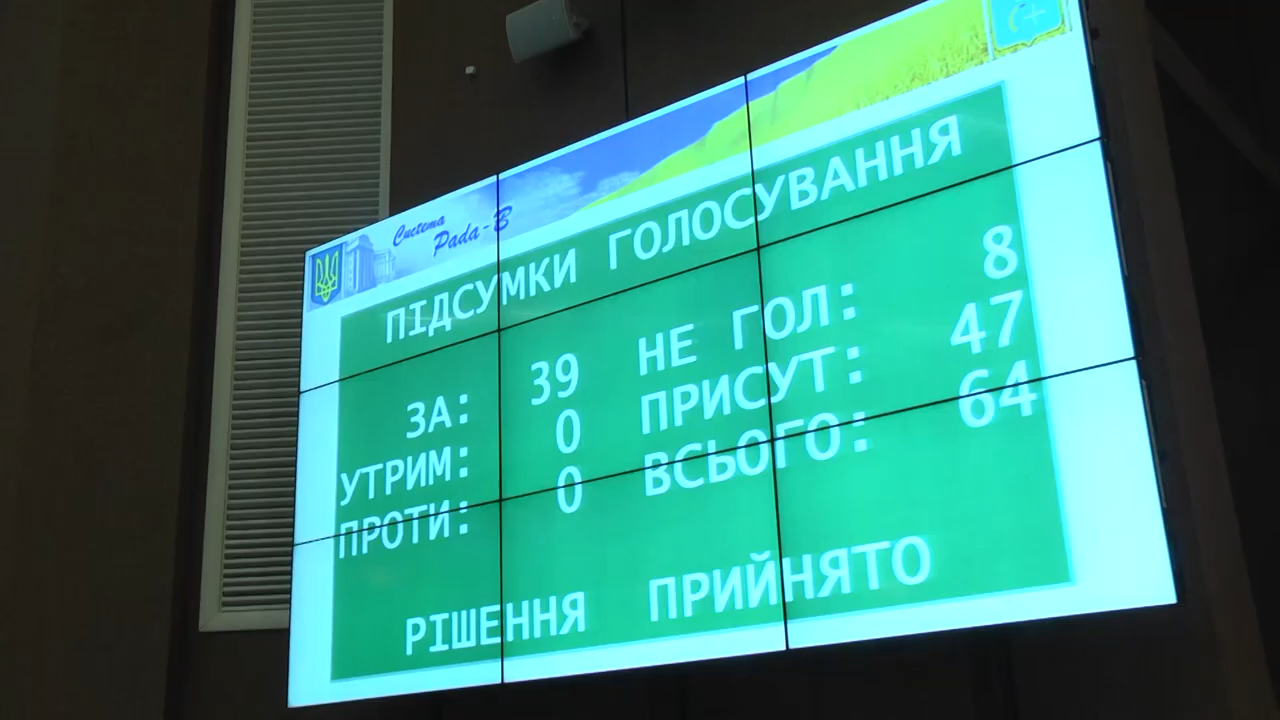 Система
Рада-В
ПІДСУМКИ ГОЛОСУВАННЯ
ЗА: 39 НЕ ГОЛ: 8
УТРИМ: 0 ПРИСУТ: 47
ПРОТИ: 0 ВСЬОГО: 64
РІШЕННЯ ПРИЙНЯТО